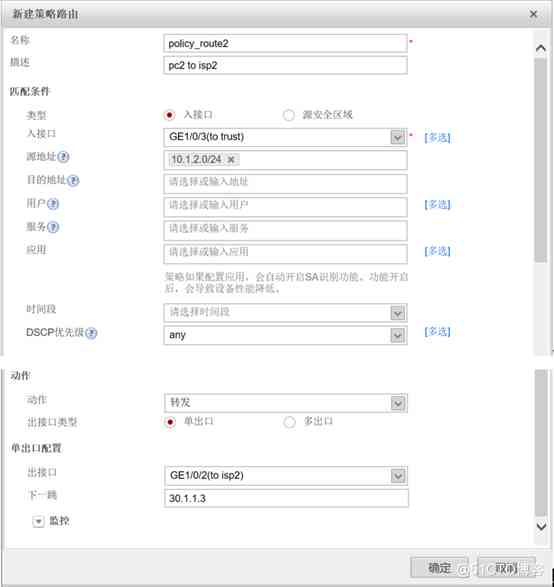 新建策略路由
名称 policy_route2 *
描述 pc2 to isp2
匹配条件
类型 入接口 源安全区域
入接口 GE1/0/3(to trust) * [多选]
源地址 10.1.2.0/24
目的地址 请选择或输入地址
用户 请选择或输入用户 [多选]
服务 请选择或输入服务
应用 请选择或输入应用 [多选]
策略如果配置应用，会自动开启SA识别功能。功能开启
后，会导致设备性能降低。
时间段 请选择时间段
DSCP优先级 any [多选]
动作
动作 转发
出接口类型 单出口 多出口
单出口配置
出接口 GE1/0/2(to isp2)
下一跳 30.1.1.3
监控
确定 取消
@51CTO博客